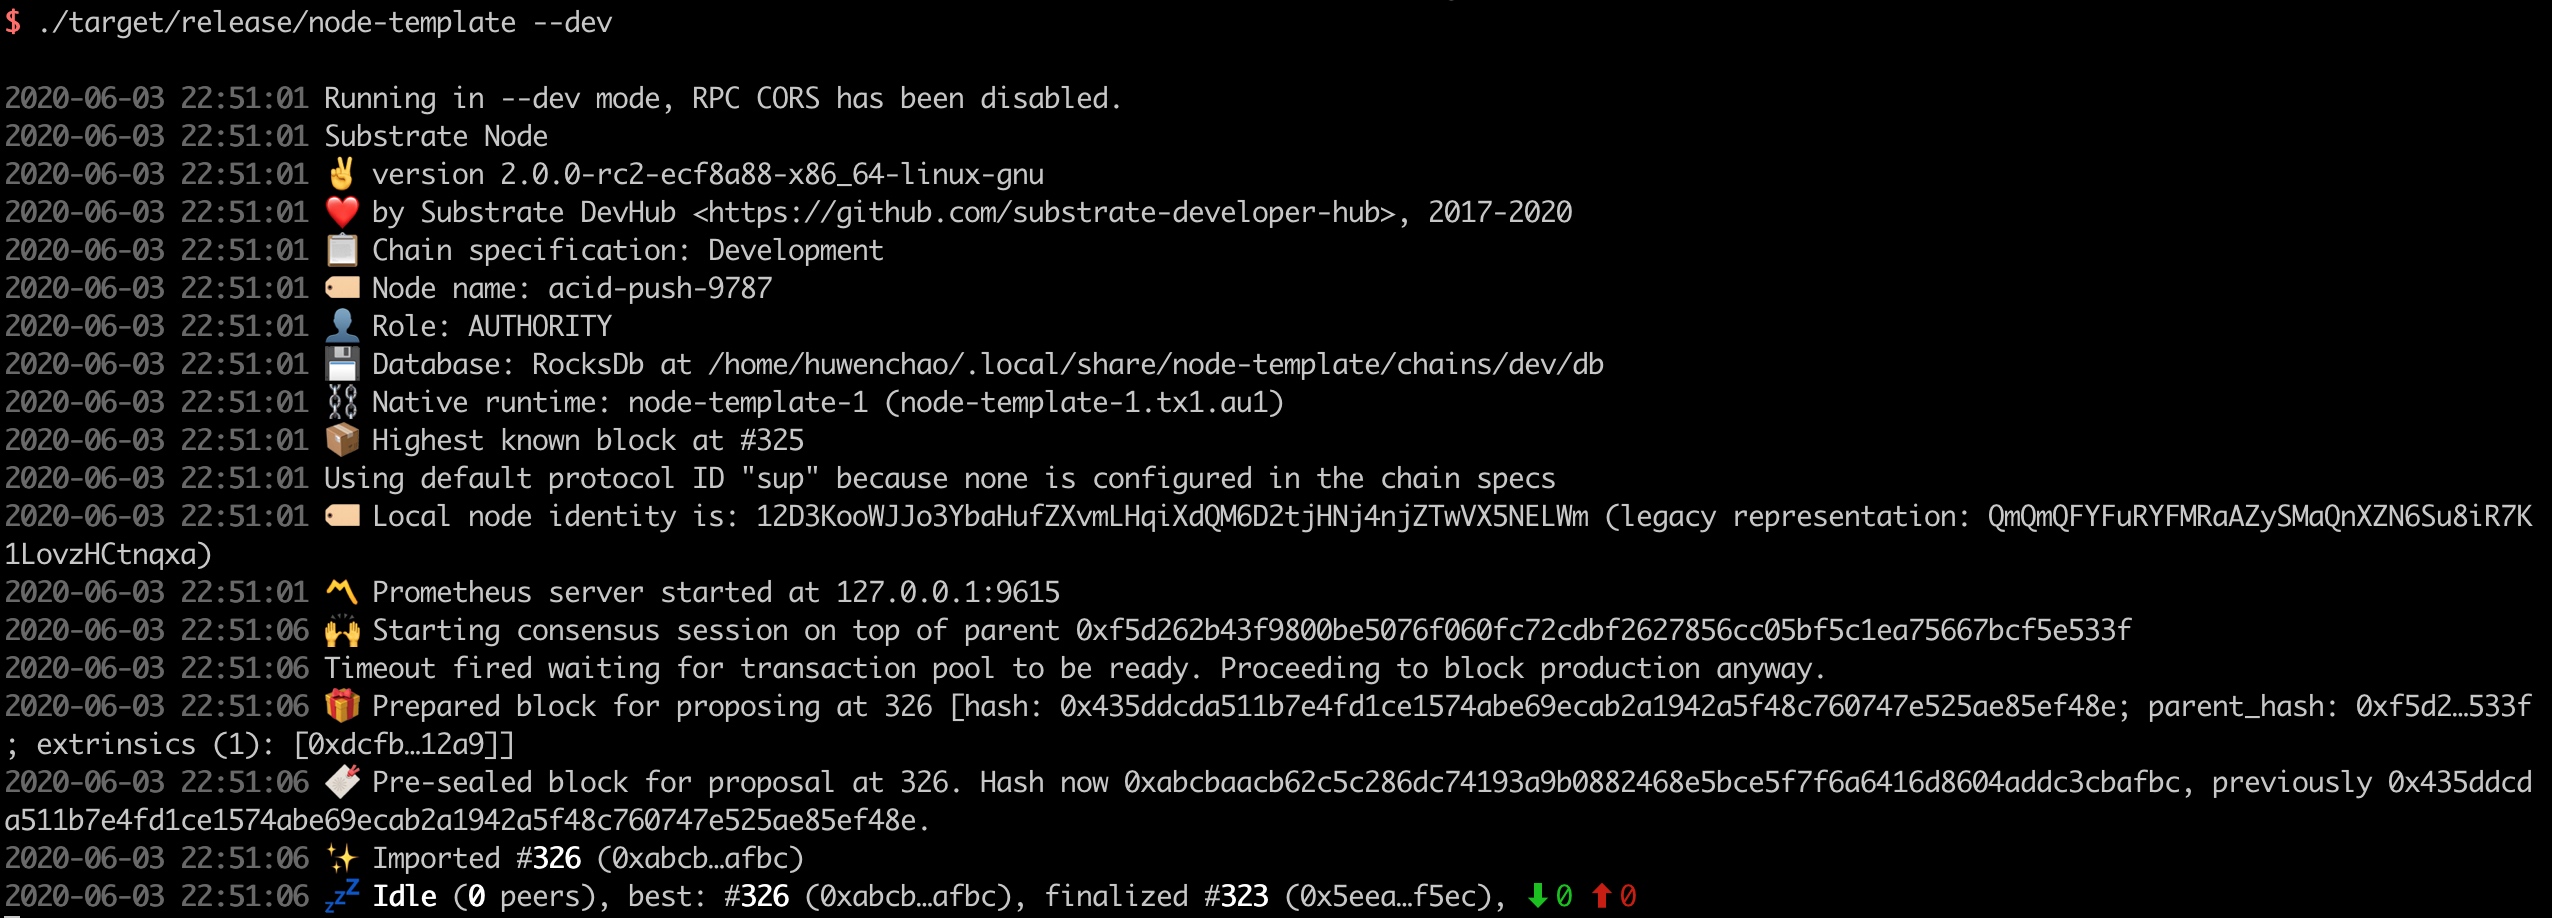 $ ./target/release/node-template --dev
2020-06-03 22:51:01 Running in --dev mode, RPC CORS has been disabled.
2020-06-03 22:51:01 Substrate Node
2020-06-03 22:51:01 ✌️ version 2.0.0-rc2-ecf8a88-x86_64-linux-gnu
2020-06-03 22:51:01 ❤️ by Substrate DevHub <https://github.com/substrate-developer-hub>, 2017-2020
2020-06-03 22:51:01 📋 Chain specification: Development
2020-06-03 22:51:01 🏷 Node name: acid-push-9787
2020-06-03 22:51:01 👤 Role: AUTHORITY
2020-06-03 22:51:01 💾 Database: RocksDb at /home/huwenchao/.local/share/node-template/chains/dev/db
2020-06-03 22:51:01 ⛓ Native runtime: node-template-1 (node-template-1.tx1.au1)
2020-06-03 22:51:01 📦 Highest known block at #325
2020-06-03 22:51:01 Using default protocol ID "sup" because none is configured in the chain specs
2020-06-03 22:51:01 🏷 Local node identity is: 12D3KooWJJo3YbaHufZXvmLHqiXdQM6D2tjHNj4njZTwVX5NELWm (legacy representation: QmQmQFYFuRYFMRaAZySMaQnXZN6Su8iR7K
1LovzHCtnqxa)
2020-06-03 22:51:01 〽️ Prometheus server started at 127.0.0.1:9615
2020-06-03 22:51:06 🙌 Starting consensus session on top of parent 0xf5d262b43f9800be5076f060fc72cdbf2627856cc05bf5c1ea75667bcf5e533f
2020-06-03 22:51:06 Timeout fired waiting for transaction pool to be ready. Proceeding to block production anyway.
2020-06-03 22:51:06 🎁 Prepared block for proposing at 326 [hash: 0x435ddcda511b7e4fd1ce1574abe69ecab2a1942a5f48c760747e525ae85ef48e; parent_hash: 0xf5d2…533f
; extrinsics (1): [0xdcfb…12a9]]
2020-06-03 22:51:06 🔖 Pre-sealed block for proposal at 326. Hash now 0xabcbaacb62c5c286dc74193a9b0882468e5bce5f7f6a6416d8604addc3cbafbc, previously 0x435ddcd
a511b7e4fd1ce1574abe69ecab2a1942a5f48c760747e525ae85ef48e.
2020-06-03 22:51:06 ✨ Imported #326 (0xabcb…afbc)
2020-06-03 22:51:06 💤 Idle (0 peers), best: #326 (0xabcb…afbc), finalized #323 (0x5eea…f5ec), ⬇ 0 ⬆ 0